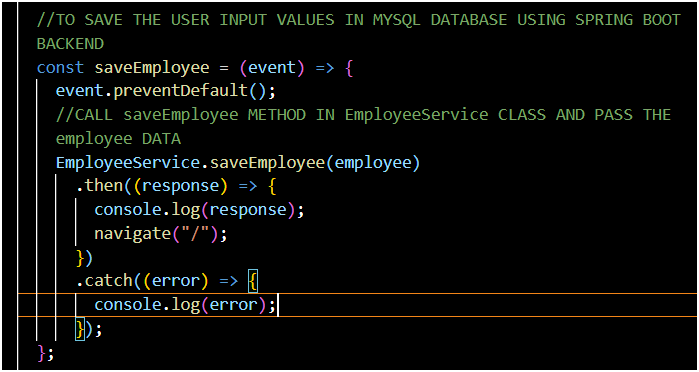 //TO SAVE THE USER INPUT VALUES IN MYSQL DATABASE USING SPRING BOOT
BACKEND
const saveEmployee = (event) => {
event.preventDefault();
//CALL saveEmployee METHOD IN EmployeeService CLASS AND PASS THE
employee DATA
EmployeeService.saveEmployee(employee)
.then((response) => {
console.log(response);
navigate("/");
})
.catch((error) => {
console.log(error);
});
};